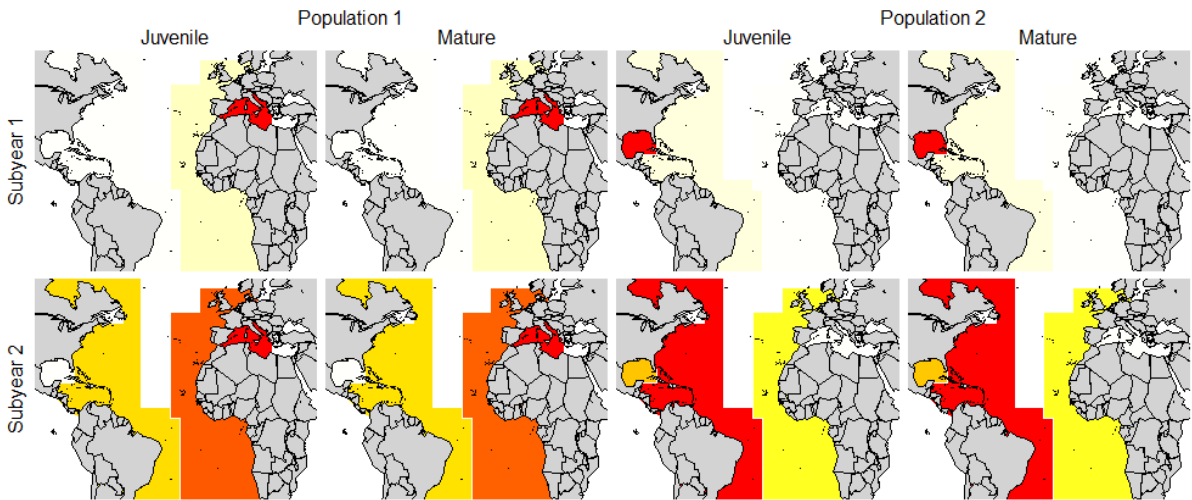 Population 1
Population 2
Juvenile
Mature
Juvenile
Mature
Subyear 1
Subyear 2